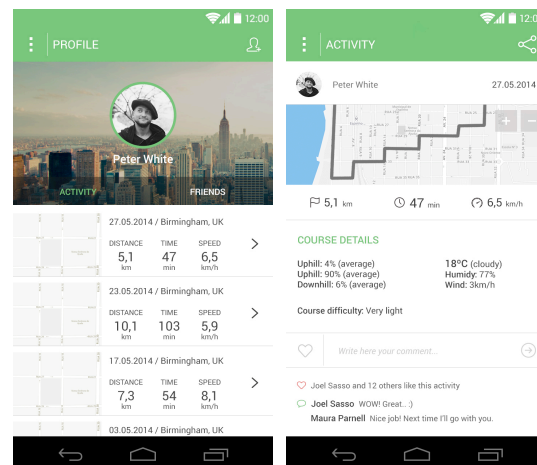 12:00
PROFILE
Peter White
ACTIVITY FRIENDS
27.05.2014 / Birmingham, UK
DISTANCE TIME SPEED
5,1 47 6,5
km min km/h
23.05.2014 / Birmingham, UK
DISTANCE TIME SPEED
10,1 103 5,9
km min km/h
17.05.2014 / Birmingham, UK
DISTANCE TIME SPEED
7,3 54 8,1
km min km/h
03.05.2014 / Birmingham, UK
12:00
ACTIVITY
Peter White 27.05.2014
5,1 km 47 min 6,5 km/h
COURSE DETAILS
Uphill: 4% (average) 18ºC (cloudy)
Uphill: 90% (average) Humidy: 77%
Downhill: 6% (average) Wind: 3km/h
Course difficulty: Very light
Write here your comment...
Joel Sasso and 12 others like this activity
Joel Sasso WOW! Great.. :)
Maura Parnell Nice job! Next time I'll go with you.